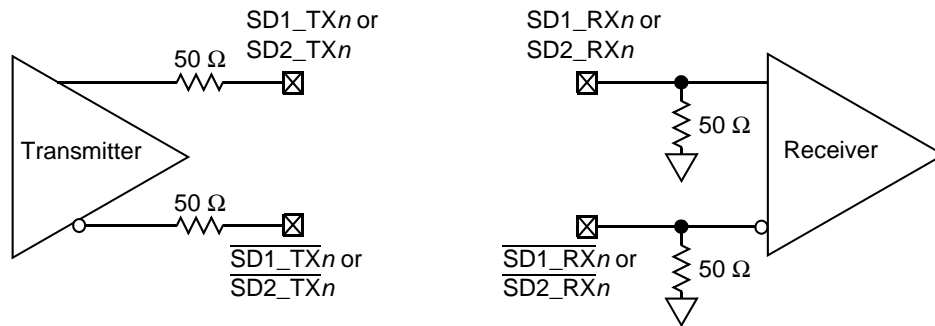 SD1_TXn or
SD2_TXn
50 Ω
Transmitter
50 Ω
SD1_TXn or
SD2_TXn
SD1_RXn or
SD2_RXn
50 Ω
Receiver
SD1_RXn or
SD2_RXn
50 Ω